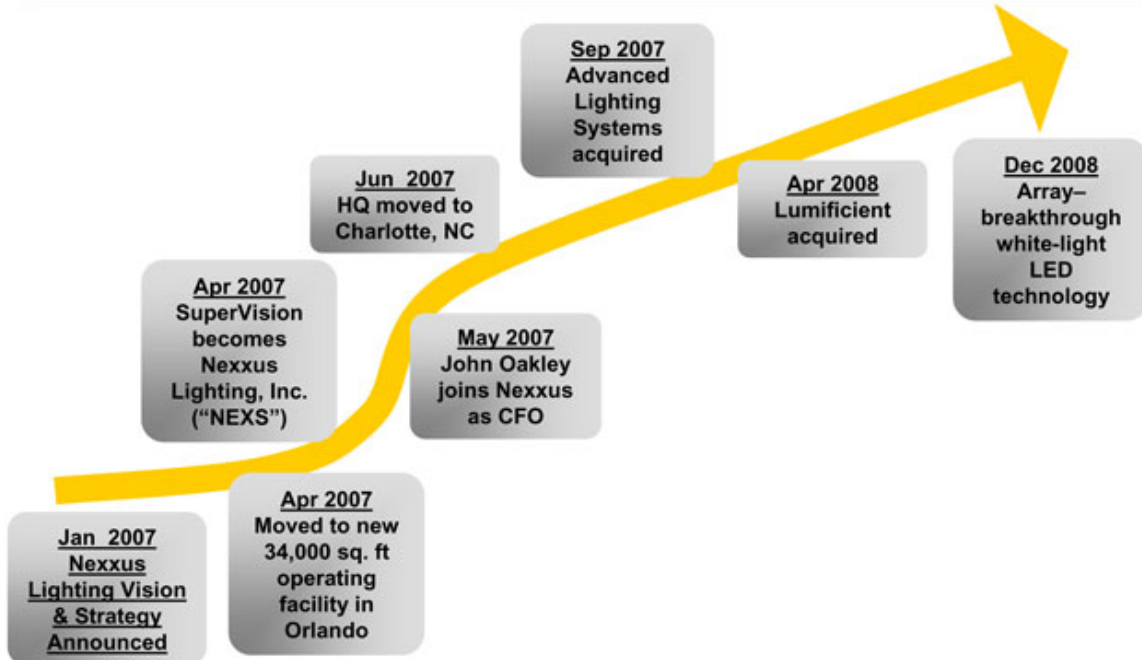 Jan  2007
Nexxus
Lighting Vision
& Strategy
Announced
Apr 2007
Moved to new
34,000 sq. ft
operating
facility in
Orlando
Apr 2007
SuperVision
becomes
Nexxus
Lighting, Inc.
(“NEXS”)
May 2007
John Oakley
joins Nexxus
as CFO
Jun  2007
HQ moved to
Charlotte, NC
Sep 2007
Advanced
Lighting
Systems
acquired
Apr 2008
Lumificient
acquired
Dec 2008
Array–
breakthrough
white-light
LED
technology